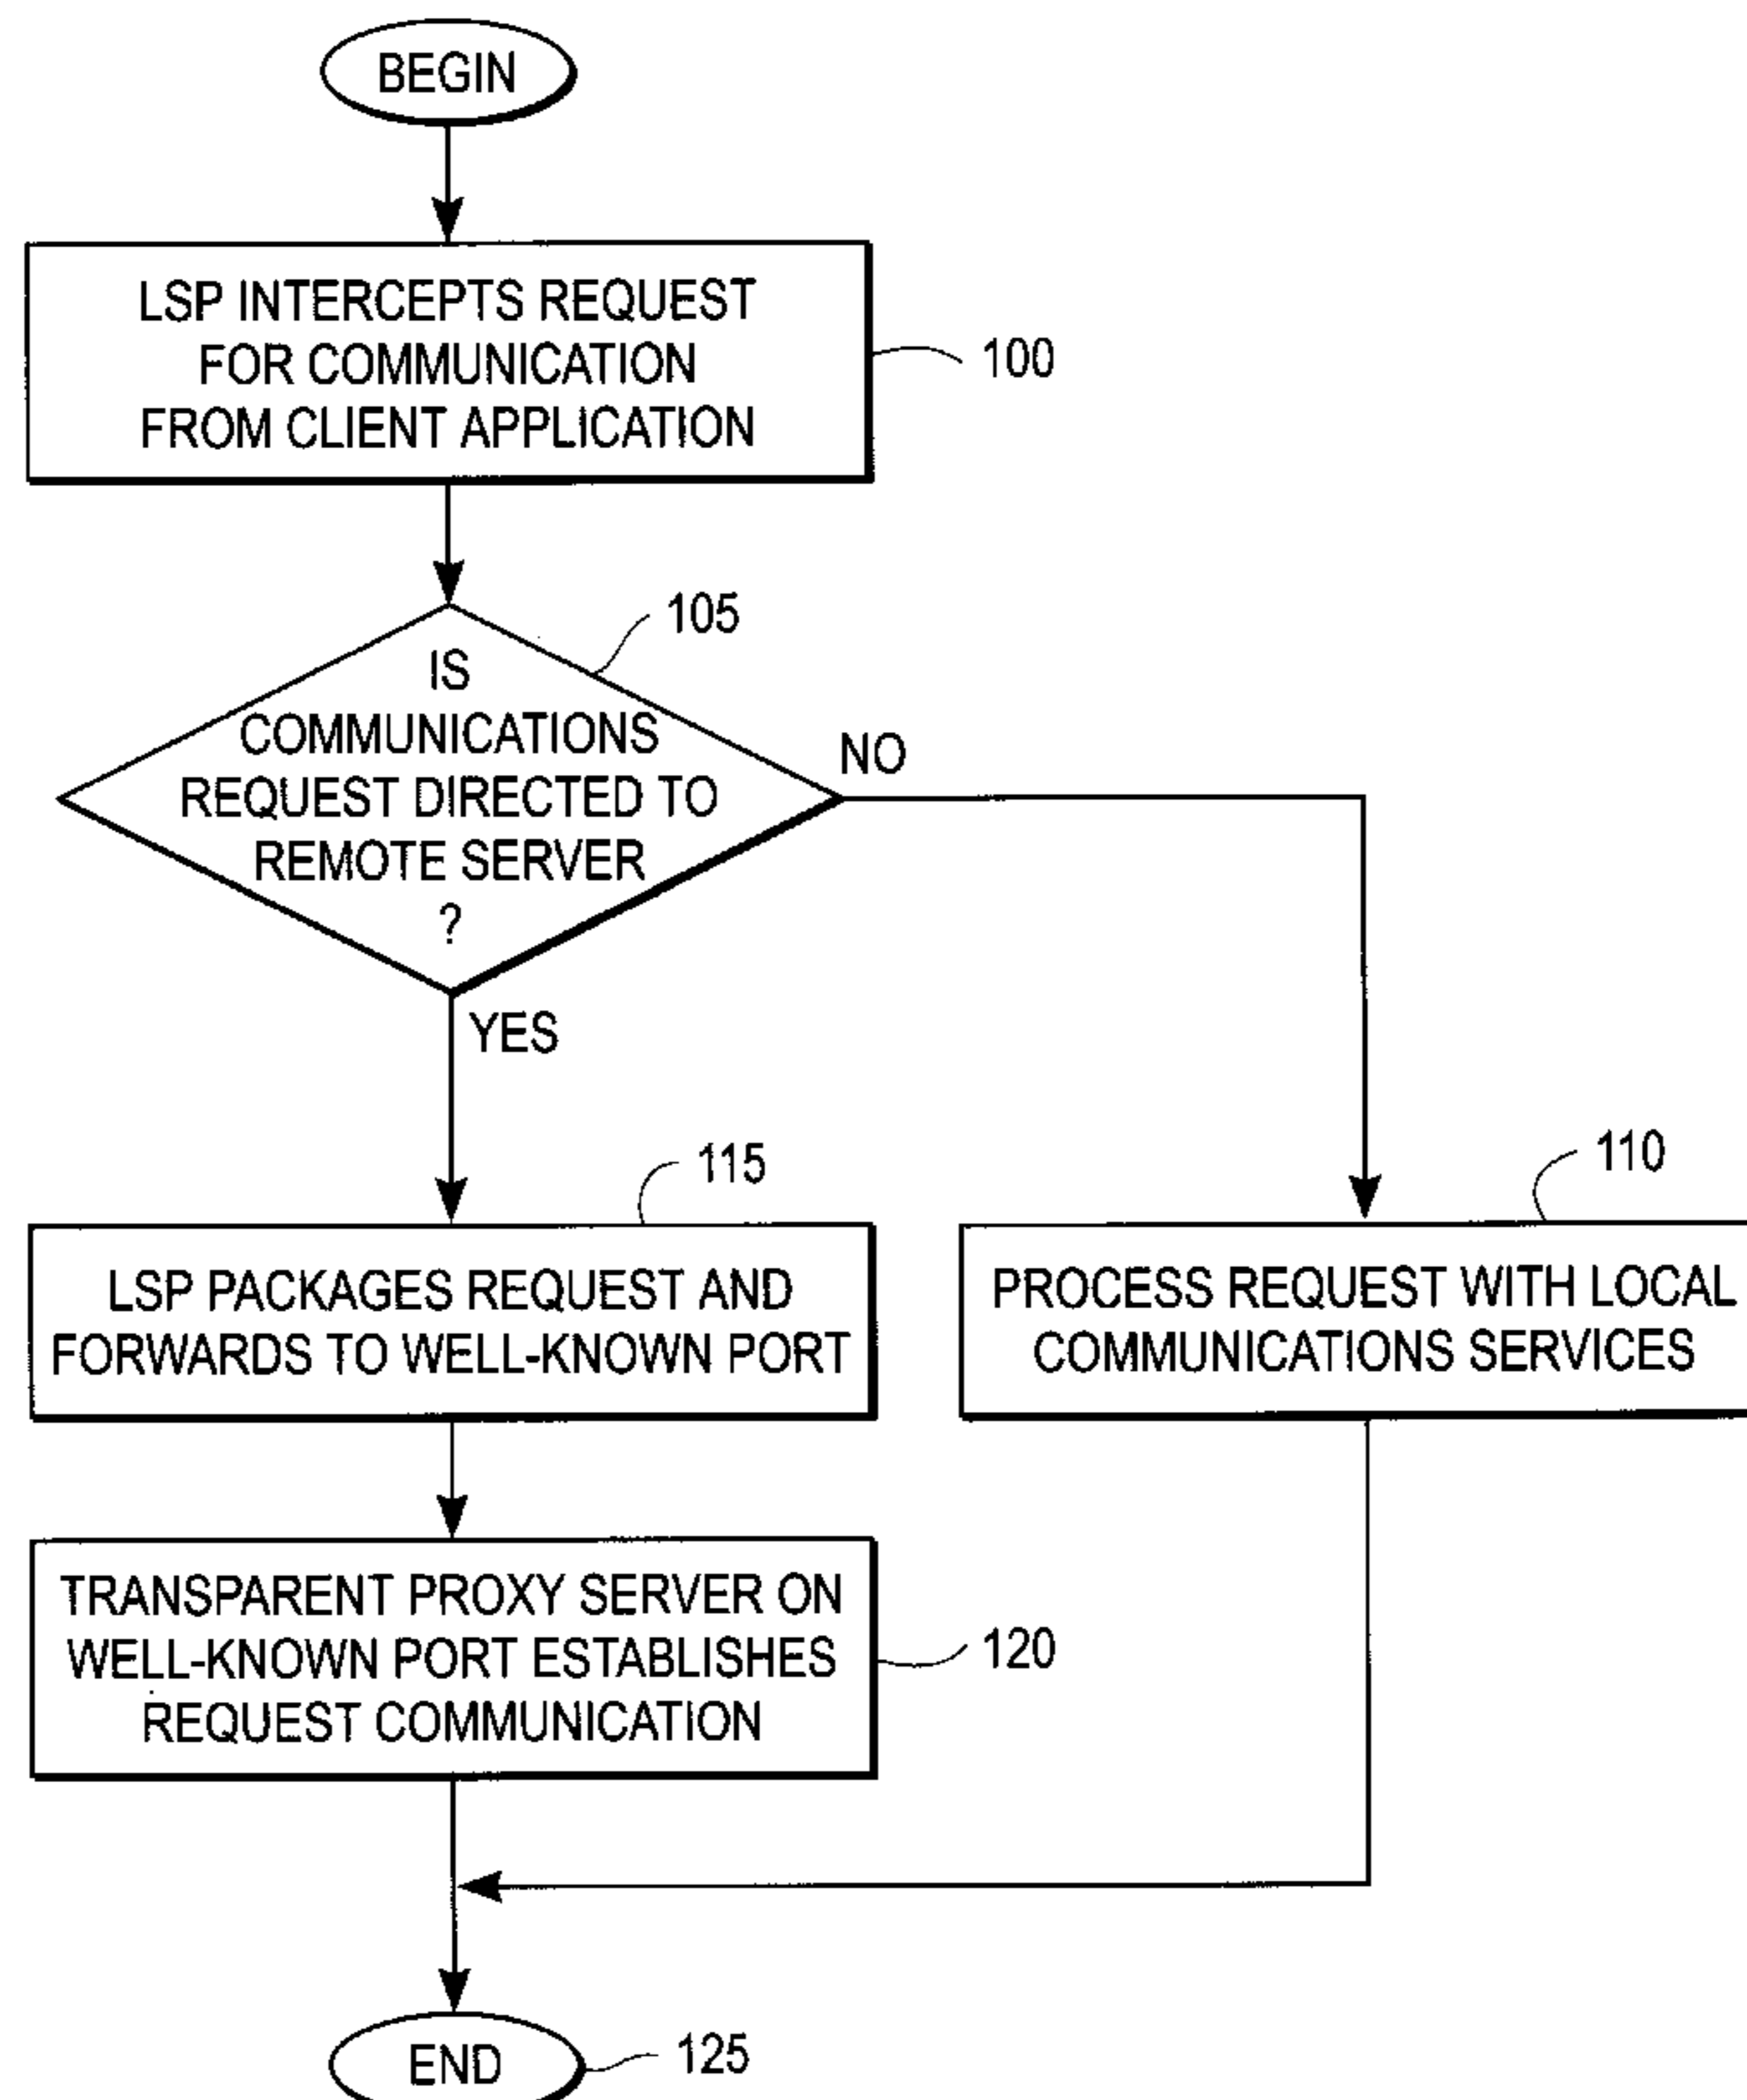 BEGIN
LSP INTERCEPTS REQUEST
FOR COMMUNICATION
FROM CLIENT APPLICATION
100
105
IS
COMMUNICATIONS
REQUEST DIRECTED TO
REMOTE SERVER
?
NO
YES
115
110
LSP PACKAGES REQUEST AND
FORWARDS TO WELL-KNOWN PORT
PROCESS REQUEST WITH LOCAL
COMMUNICATIONS SERVICES
TRANSPARENT PROXY SERVER ON
WELL-KNOWN PORT ESTABLISHES
REQUEST COMMUNICATION
120
END
125